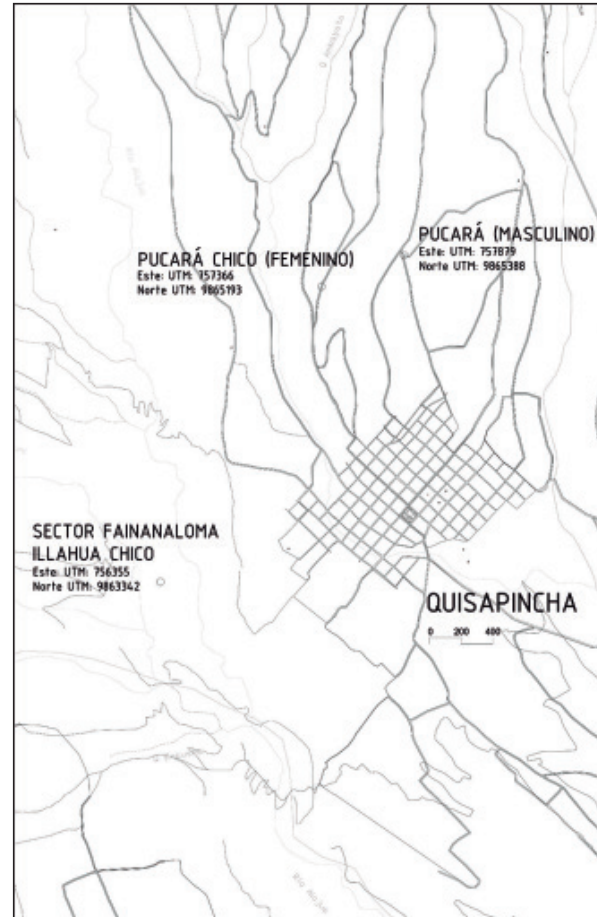 PUCARÁ (MASCULINO)
Este: UTM: 757879
Norte UTM: 9865388
PUCARÁ CHICO (FEMENINO)
Este: UTM: 757366
Norte UTM: 9865193
SECTOR FAINANALOMA
ILLAHUA CHICO
Este: UTM: 756355
Norte UTM: 9863342
QUISAPINCHA
0 200 400